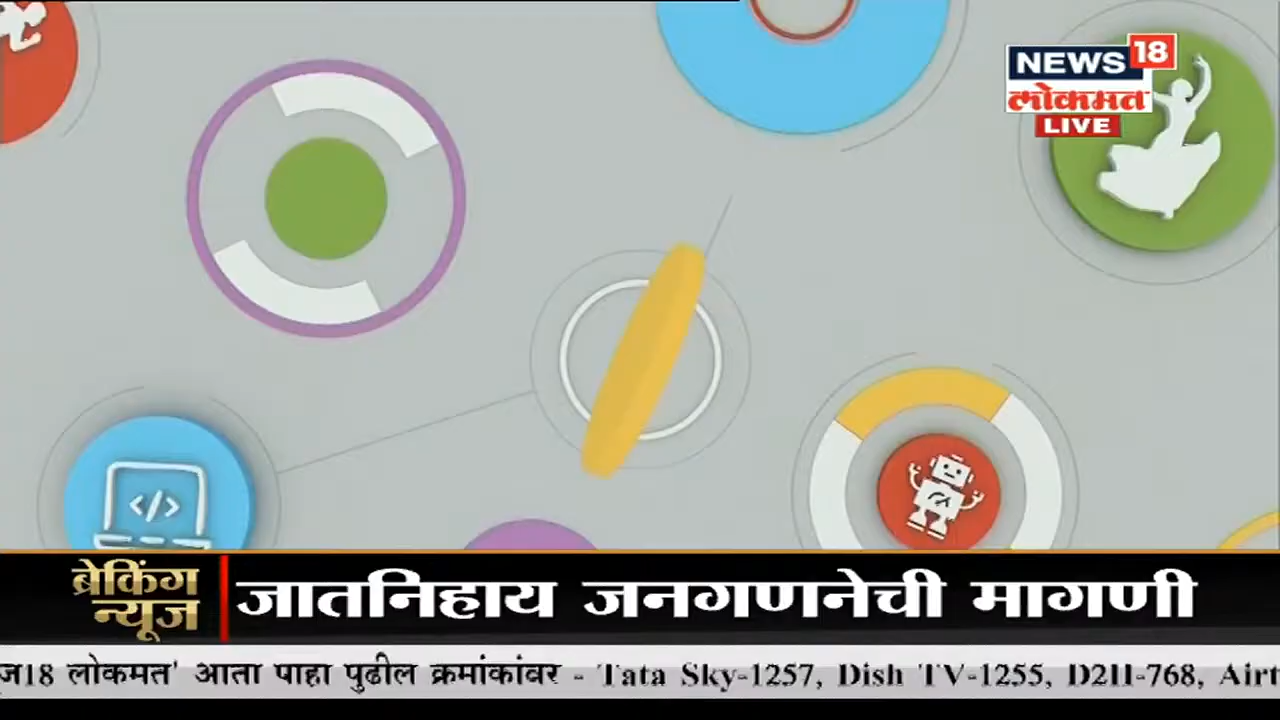 NEWS 18
लोकमत
LIVE
</>
ब्रेकिंग
न्यूज
जातनिहाय जनगणनेची मागणी
ज18 लोकमत' आता पाहा पुढील क्रमांकांवर - Tata Sky-1257, Dish TV-1255, D2H-768, Airt